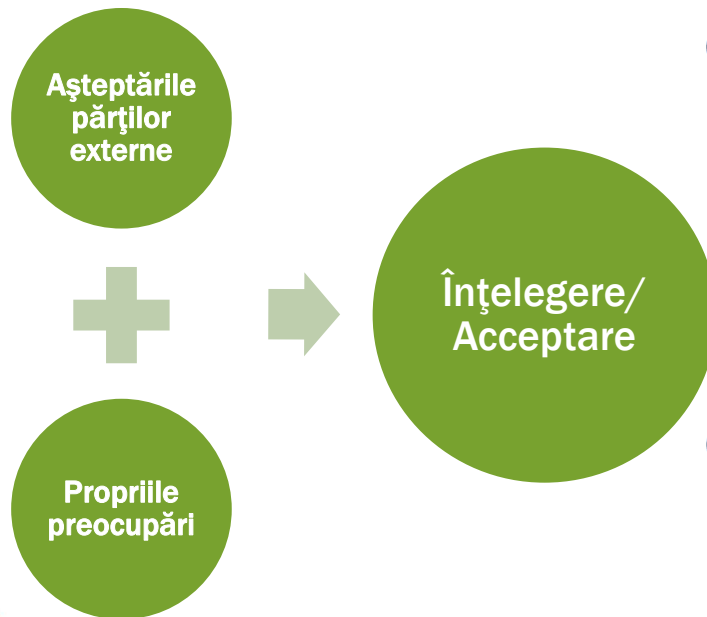 Aşteptările
părţilor
externe
Propriile
preocupări
Înţelegere/
Acceptare